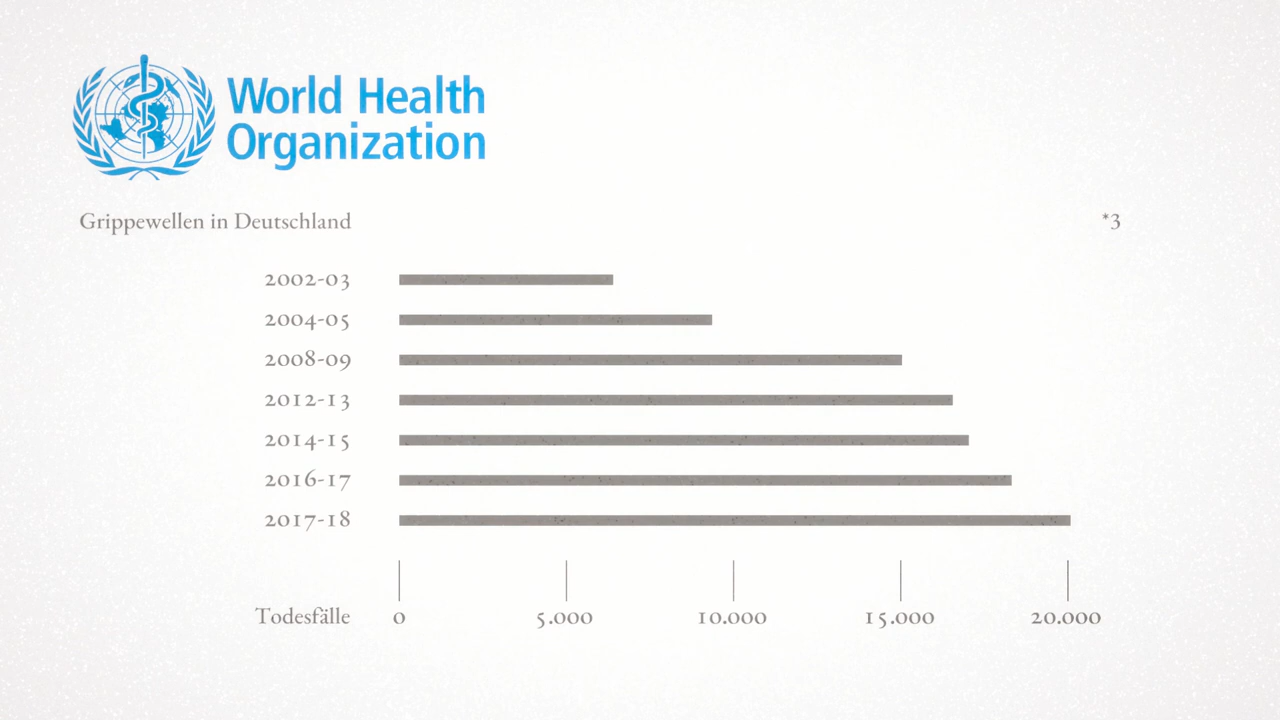 World Health
Organization
Grippewellen in Deutschland
*3
2002-03
2004-05
2008-09
2012-13
2014-15
2016-17
2017-18
Todesfälle 0 5.000 10.000 15.000 20.000